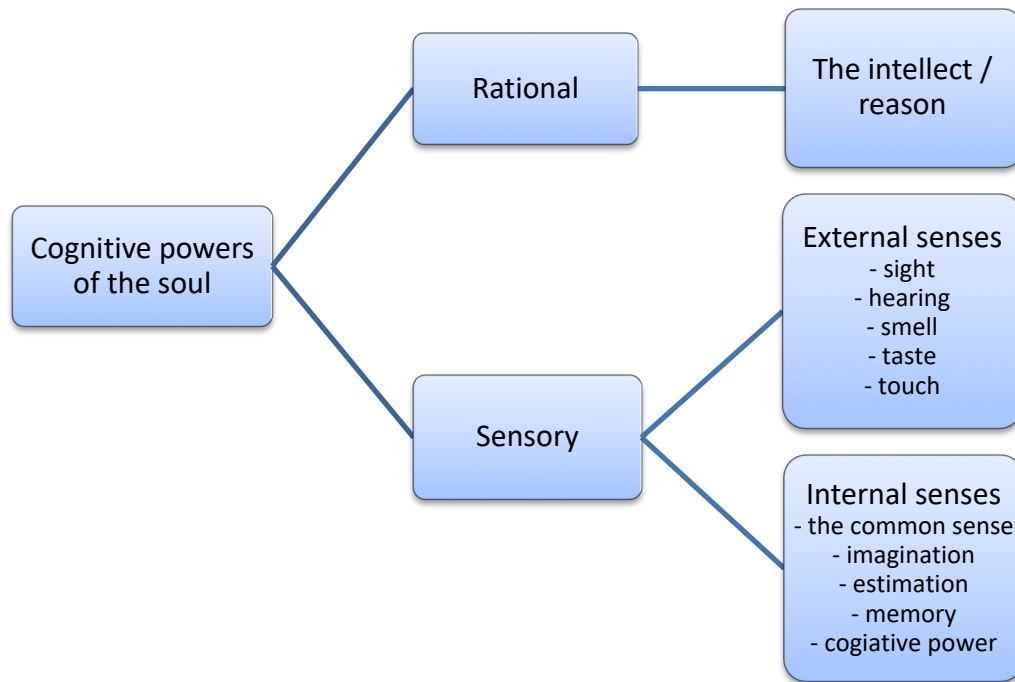 Cognitive powers
of the soul
Rational
The intellect /
reason
Sensory
External senses
- sight
- hearing
- smell
- taste
- touch
Internal senses
- the common sense
- imagination
- estimation
- memory
- cogiative power